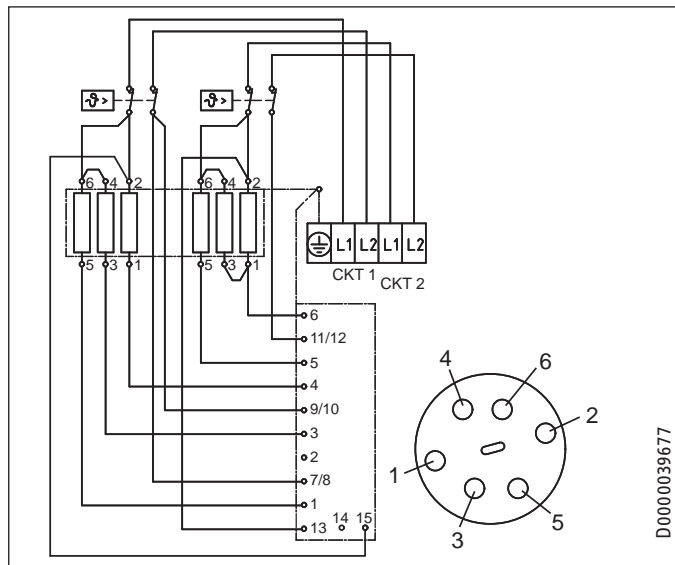 ϑ >
ϑ >
6 4 2
6 4 2
5 3 1
5 3 1
L1 L2 L1 L2
CKT 1
CKT 2
6
11/12
5
4
9/10
3
2
7/8
1
13 14 15
4 6
2
1
3 5
D0000039677